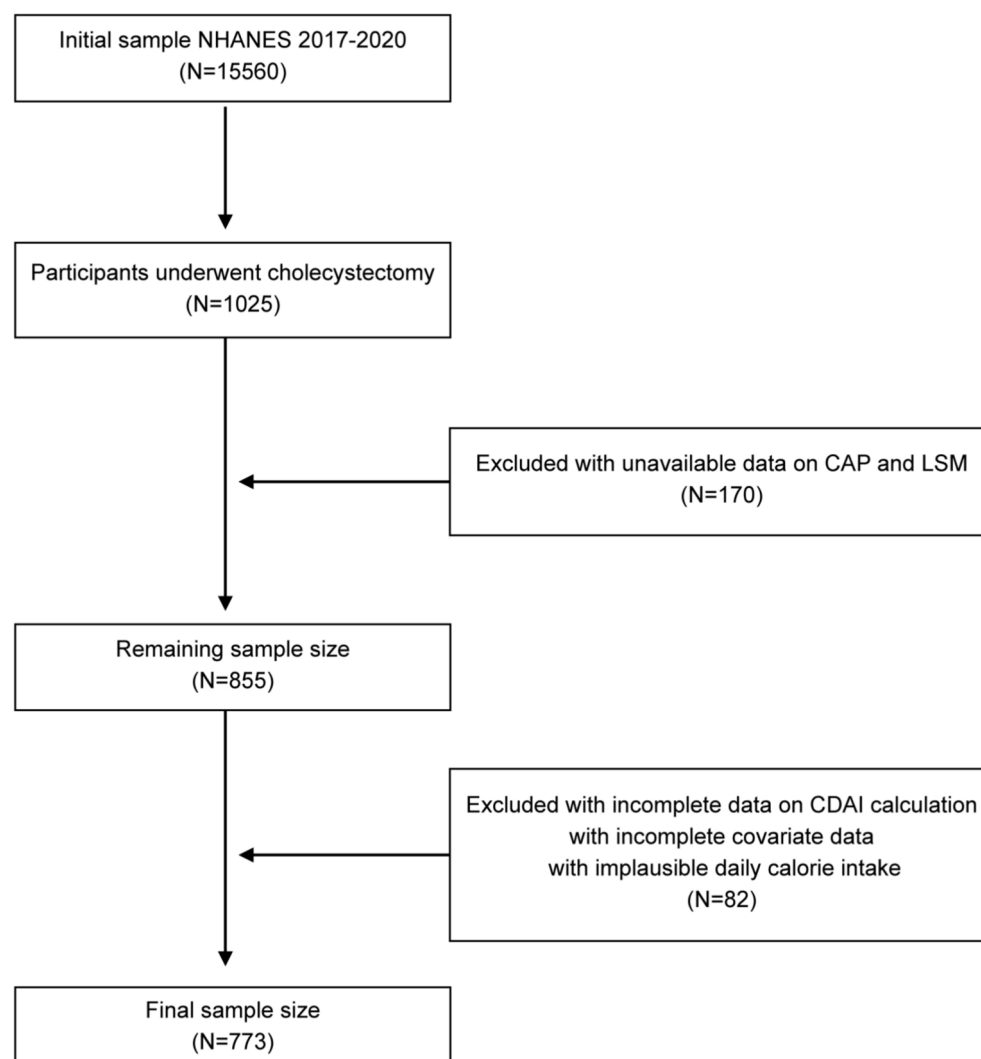 Initial sample NHANES 2017-2020
(N=15560)
Participants underwent cholecystectomy
(N=1025)
Excluded with unavailable data on CAP and LSM
(N=170)
Remaining sample size
(N=855)
Excluded with incomplete data on CDAI calculation
with incomplete covariate data
with implausible daily calorie intake
(N=82)
Final sample size
(N=773)